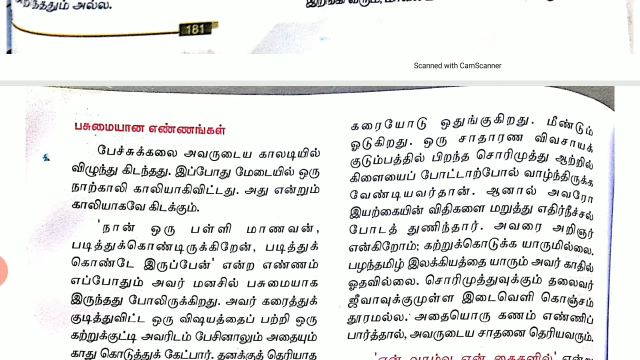 அல்ல.
181
Scanned with CamScanner
பசுமையான எண்ணங்கள்
பேச்சுக்கலை அவருடைய காலடியில்
விழுந்து கிடந்தது. இப்போது மேடையில் ஒரு
நாற்காலி காலியாகிவிட்டது. அது என்றும்
காலியாகவே கிடக்கும்.
'நான் ஒரு பள்ளி மாணவன்,
படித்துக்கொண்டிருக்கிறேன், படித்துக்
கொண்டே இருப்பேன்' என்ற எண்ணம்
எப்போதும் அவர் மனசில் பசுமையாக
இருந்தது போலிருக்கிறது. அவர் கரைத்துக்
குடித்துவிட்ட ஒரு விஷயத்தைப் பற்றி ஒரு
கற்றுக்குட்டி அவரிடம் பேசினாலும் அதையும்
காது கொடுத்துக் கேட்பார். தனக்குத் தெரியாத
கரையோடு ஒதுங்குகிறது. மீண்டும்
ஓடுகிறது. ஒரு சாதாரண விவசாயக்
குடும்பத்தில் பிறந்த சொரிமுத்து ஆற்றில்
கிளையைப் போட்டாற்போல் வாழ்ந்திருக்க
வேண்டியவர்தான். ஆனால் அவரோ
இயற்கையின் விதிகளை மறுத்து எதிர்நீச்சல்
போடத் துணிந்தார். அவரை அறிஞர்
என்கிறோம்; கற்றுக்கொடுக்க யாருமில்லை.
பழந்தமிழ் இலக்கியத்தை யாரும் அவர் காதில்
ஓதவில்லை. சொரிமுத்துவுக்கும் தலைவர்
ஜீவாவுக்குமுள்ள இடைவெளி கொஞ்சம்
தூரமல்ல. அதையொரு கணம் எண்ணிப்
பார்த்தால், அவருடைய சாதனை தெரியவரும்.
'என் வாழ்வு என் கைகளில்'